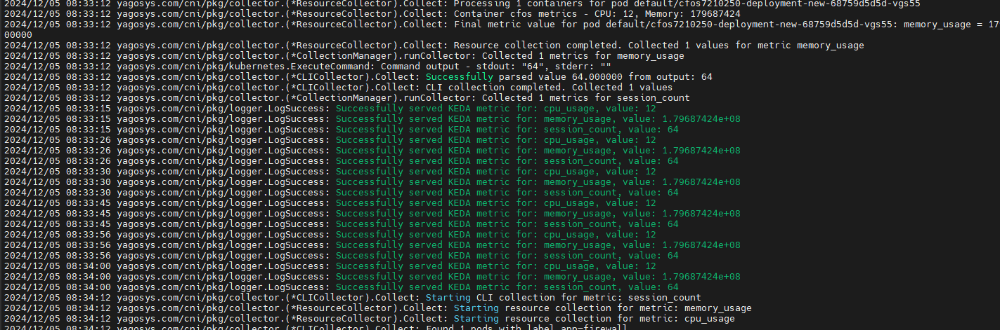 2024/12/05 08:33:12 yagosys.com/cni/pkg/collector.(*ResourceCollector).Collect: Processing 1 containers for pod default/cfos7210250-deployment-new-68759d5d5d-vgs55
2024/12/05 08:33:12 yagosys.com/cni/pkg/collector.(*ResourceCollector).Collect: Container cfos metrics - CPU: 12, Memory: 179687424
2024/12/05 08:33:12 yagosys.com/cni/pkg/collector.(*ResourceCollector).Collect: Final metric value for pod default/cfos7210250-deployment-new-68759d5d5d-vgs55: memory_usage = 17
00000
2024/12/05 08:33:12 yagosys.com/cni/pkg/collector.(*ResourceCollector).Collect: Resource collection completed. Collected 1 values for metric memory_usage
2024/12/05 08:33:12 yagosys.com/cni/pkg/collector.(*CollectionManager).runCollector: Collected 1 metrics for memory_usage
2024/12/05 08:33:12 yagosys.com/cni/pkg/kubernetes.ExecuteCommand: Command output - stdout: "64", stderr: ""
2024/12/05 08:33:12 yagosys.com/cni/pkg/collector.(*CLICollector).Collect: Successfully parsed value 64.000000 from output: 64
2024/12/05 08:33:12 yagosys.com/cni/pkg/collector.(*CLICollector).Collect: CLI collection completed. Collected 1 values
2024/12/05 08:33:12 yagosys.com/cni/pkg/collector.(*CollectionManager).runCollector: Collected 1 metrics for session_count
2024/12/05 08:33:15 yagosys.com/cni/pkg/logger.LogSuccess: Successfully served KEDA metric for: cpu_usage, value: 12
2024/12/05 08:33:15 yagosys.com/cni/pkg/logger.LogSuccess: Successfully served KEDA metric for: memory_usage, value: 1.79687424e+08
2024/12/05 08:33:15 yagosys.com/cni/pkg/logger.LogSuccess: Successfully served KEDA metric for: session_count, value: 64
2024/12/05 08:33:26 yagosys.com/cni/pkg/logger.LogSuccess: Successfully served KEDA metric for: cpu_usage, value: 12
2024/12/05 08:33:26 yagosys.com/cni/pkg/logger.LogSuccess: Successfully served KEDA metric for: memory_usage, value: 1.79687424e+08
2024/12/05 08:33:26 yagosys.com/cni/pkg/logger.LogSuccess: Successfully served KEDA metric for: session_count, value: 64
2024/12/05 08:33:30 yagosys.com/cni/pkg/logger.LogSuccess: Successfully served KEDA metric for: cpu_usage, value: 12
2024/12/05 08:33:30 yagosys.com/cni/pkg/logger.LogSuccess: Successfully served KEDA metric for: memory_usage, value: 1.79687424e+08
2024/12/05 08:33:30 yagosys.com/cni/pkg/logger.LogSuccess: Successfully served KEDA metric for: session_count, value: 64
2024/12/05 08:33:45 yagosys.com/cni/pkg/logger.LogSuccess: Successfully served KEDA metric for: cpu_usage, value: 12
2024/12/05 08:33:45 yagosys.com/cni/pkg/logger.LogSuccess: Successfully served KEDA metric for: memory_usage, value: 1.79687424e+08
2024/12/05 08:33:45 yagosys.com/cni/pkg/logger.LogSuccess: Successfully served KEDA metric for: session_count, value: 64
2024/12/05 08:33:56 yagosys.com/cni/pkg/logger.LogSuccess: Successfully served KEDA metric for: cpu_usage, value: 12
2024/12/05 08:33:56 yagosys.com/cni/pkg/logger.LogSuccess: Successfully served KEDA metric for: memory_usage, value: 1.79687424e+08
2024/12/05 08:33:56 yagosys.com/cni/pkg/logger.LogSuccess: Successfully served KEDA metric for: session_count, value: 64
2024/12/05 08:34:00 yagosys.com/cni/pkg/logger.LogSuccess: Successfully served KEDA metric for: cpu_usage, value: 12
2024/12/05 08:34:00 yagosys.com/cni/pkg/logger.LogSuccess: Successfully served KEDA metric for: memory_usage, value: 1.79687424e+08
2024/12/05 08:34:00 yagosys.com/cni/pkg/logger.LogSuccess: Successfully served KEDA metric for: session_count, value: 64
2024/12/05 08:34:12 yagosys.com/cni/pkg/collector.(*CLICollector).Collect: Starting CLI collection for metric: session_count
2024/12/05 08:34:12 yagosys.com/cni/pkg/collector.(*ResourceCollector).Collect: Starting resource collection for metric: memory_usage
2024/12/05 08:34:12 yagosys.com/cni/pkg/collector.(*ResourceCollector).Collect: Starting resource collection for metric: cpu_usage
2024/12/05 08:34:12 yagosys.com/cni/pkg/collector.(*CLICollector).Collect: Found 1 pods with label app=firewall